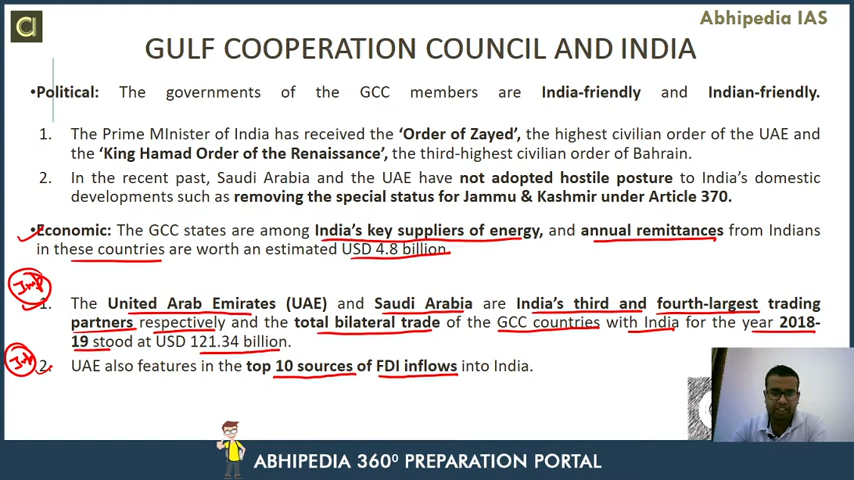 Abhipedia IAS
GULF COOPERATION COUNCIL AND INDIA
•Political: The governments of the GCC members are India-friendly and Indian-friendly.
1. The Prime MInister of India has received the ‘Order of Zayed’, the highest civilian order of the UAE and
the ‘King Hamad Order of the Renaissance’, the third-highest civilian order of Bahrain.
2. In the recent past, Saudi Arabia and the UAE have not adopted hostile posture to India’s domestic
developments such as removing the special status for Jammu & Kashmir under Article 370.
•Economic: The GCC states are among India’s key suppliers of energy, and annual remittances from Indians
in these countries are worth an estimated USD 4.8 billion.
Imp
1. The United Arab Emirates (UAE) and Saudi Arabia are India’s third and fourth-largest trading
partners respectively and the total bilateral trade of the GCC countries with India for the year 2018-
19 stood at USD 121.34 billion.
Imp
2. UAE also features in the top 10 sources of FDI inflows into India.
ABHIPEDIA 360⁰ PREPARATION PORTAL